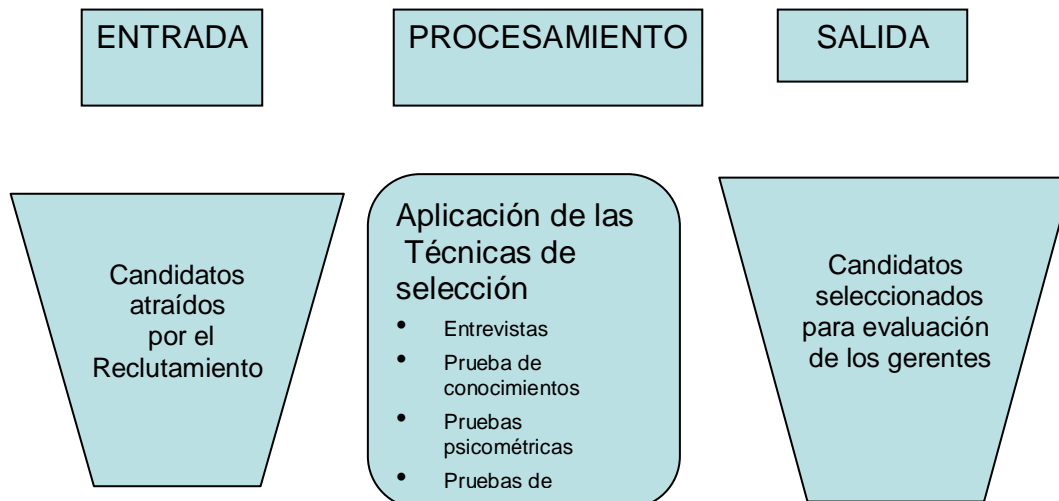 ENTRADA
PROCESAMIENTO
SALIDA
Candidatos
atraídos
por el
Reclutamiento
Aplicación de las
Técnicas de
selección
• Entrevistas
• Prueba de
conocimientos
• Pruebas
psicométricas
• Pruebas de
Candidatos
seleccionados
para evaluación
de los gerentes